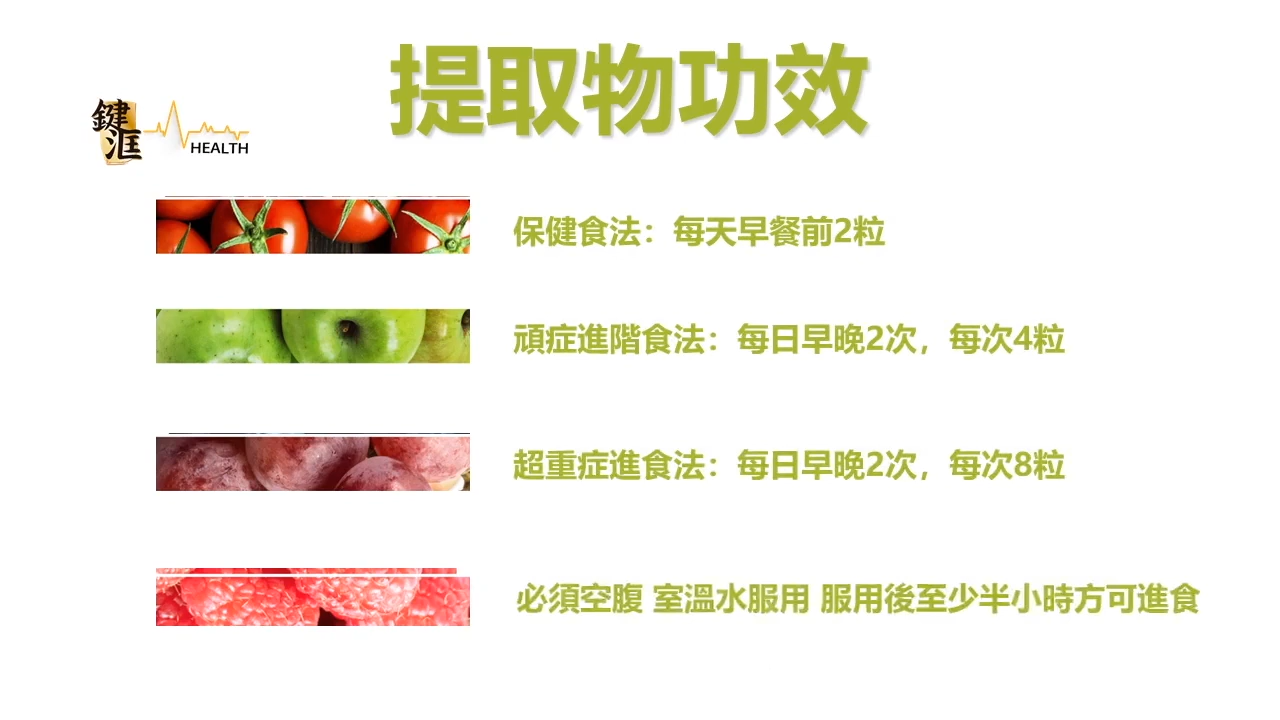 提取物功效
鍵滙
HEALTH
保健食法：每天早餐前2粒
頑症進階食法：每日早晚2次，每次4粒
超重症進食法：每日早晚2次，每次8粒
必須空腹 室溫水服用 服用後至少半小時方可進食